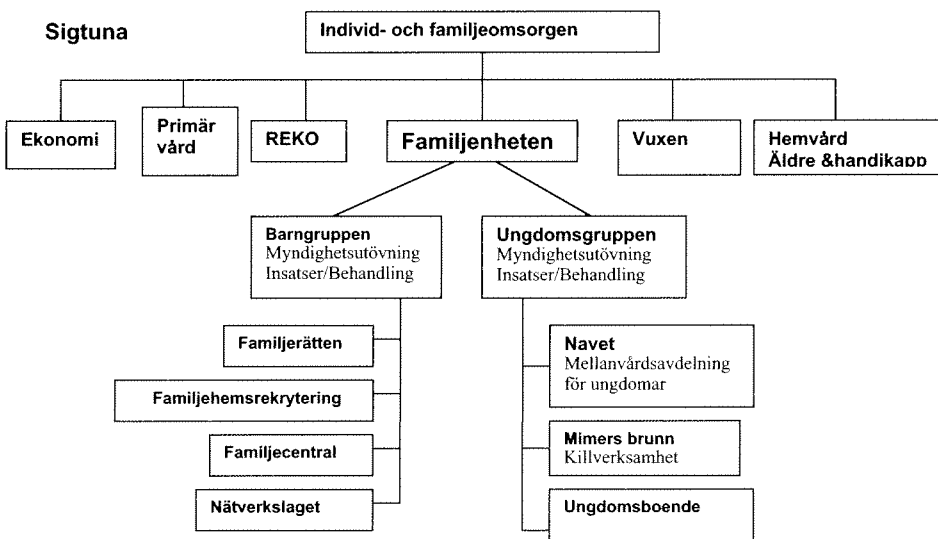 Sigtuna
Individ- och familjeomsorgen
Ekonomi
Primär
vård
REKO
Familjenheten
Vuxen
Hemvård
Äldre &handikapp
Barngruppen
Myndighetsutövning
Insatser/Behandling
Ungdomsgruppen
Myndighetsutövning
Insatser/Behandling
Familjerätten
Familjehemsrekrytering
Familjecentral
Nätverkslaget
Navet
Mellanvårdsavdelning
för ungdomar
Mimers brunn
Killverksamhet
Ungdomsboende